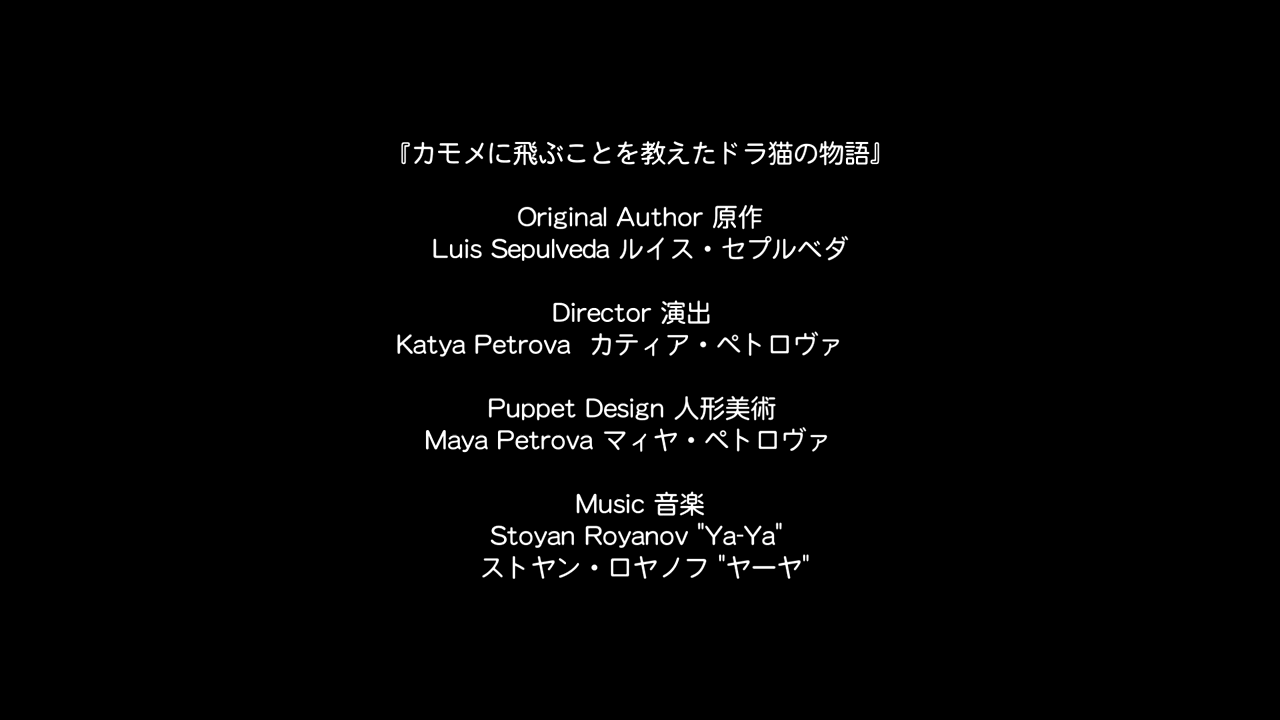 『カモメに飛ぶことを教えたドラ猫の物語』
Original Author 原作
Luis Sepulveda ルイス・セプルベダ
Director 演出
Katya Petrova カティア・ペトロヴァ
Puppet Design 人形美術
Maya Petrova マィヤ・ペトロヴァ
Music 音楽
Stoyan Royanov "Ya-Ya"
ストヤン・ロヤノフ "ヤーヤ"